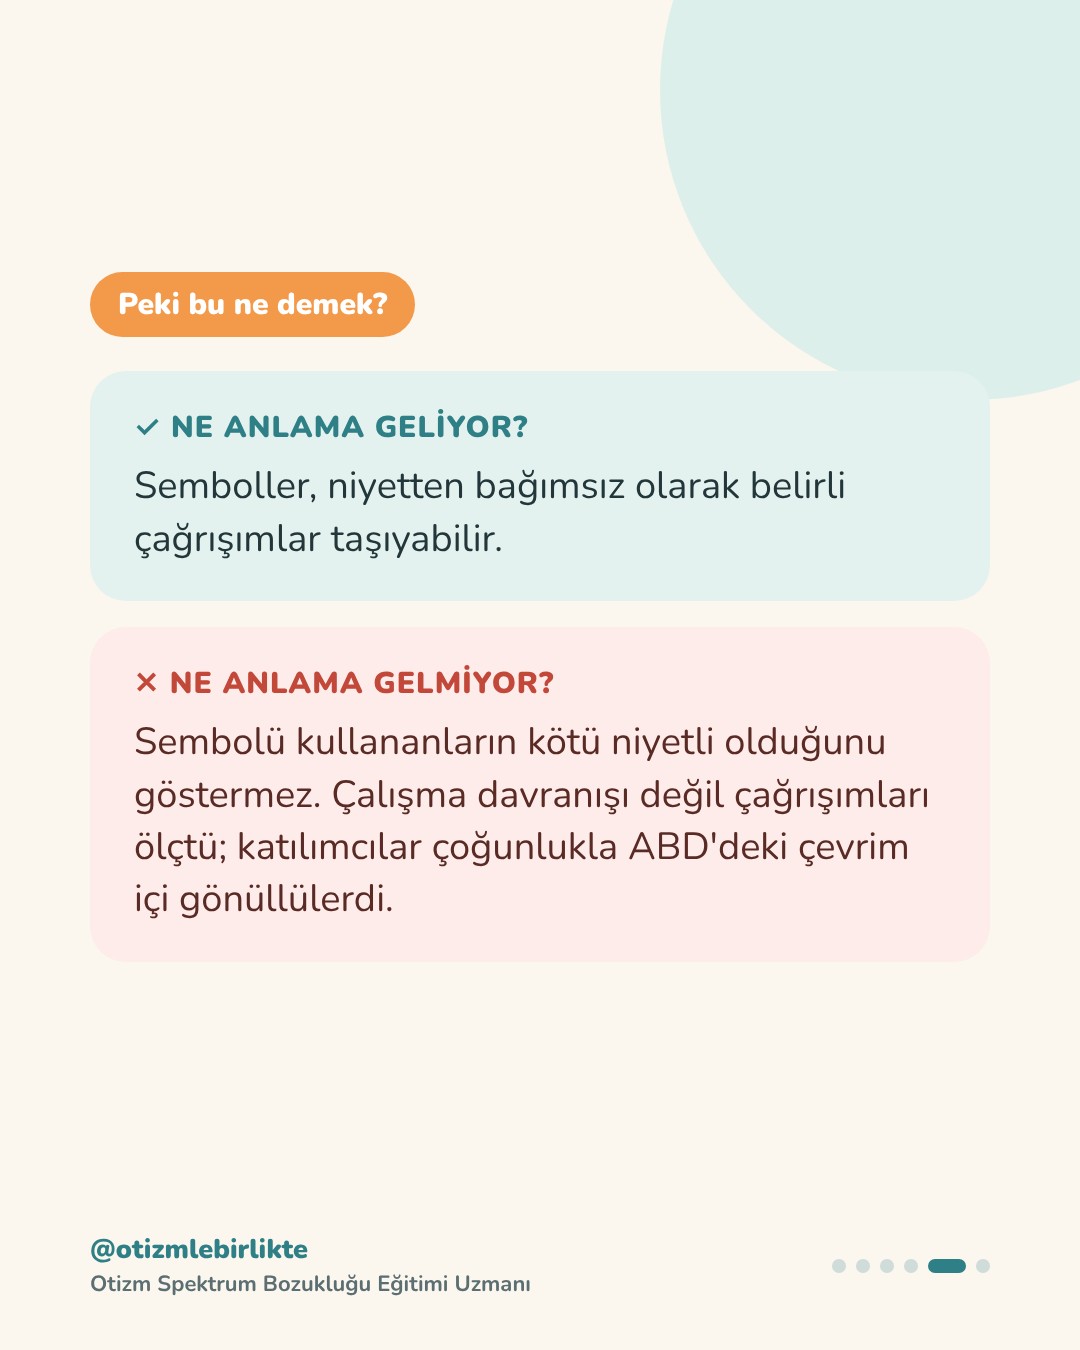 Peki bu ne demek?
✓ NE ANLAMA GELİYOR?
Semboller, niyetten bağımsız olarak belirli
çağrışımlar taşıyabilir.
✕ NE ANLAMA GELMİYOR?
Sembolü kullananların kötü niyetli olduğunu
göstermez. Çalışma davranışı değil çağrışımları
ölçtü; katılımcılar çoğunlukla ABD'deki çevrim
içi gönüllülerdi.
@otizmlebirlikte
Otizm Spektrum Bozukluğu Eğitimi Uzmanı